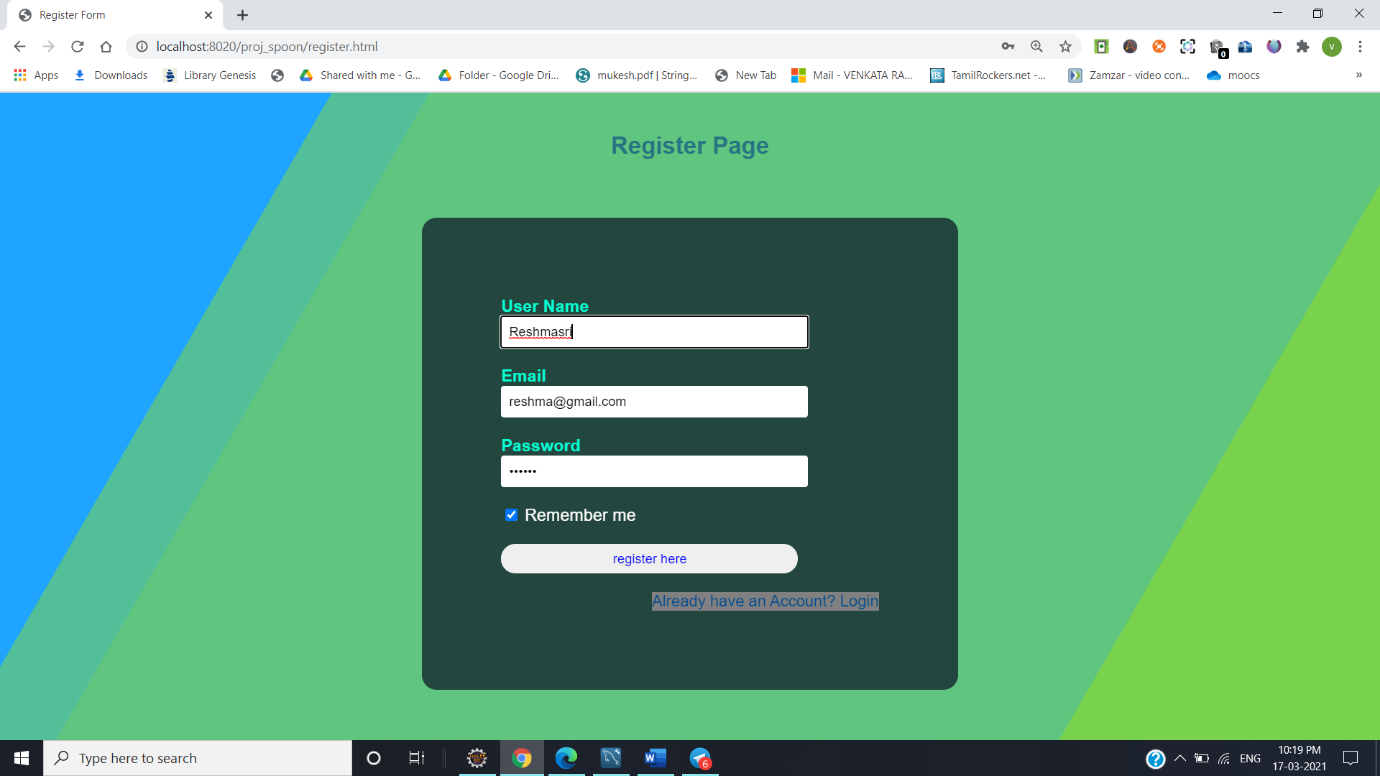 Register Form
localhost:8020/proj_spoon/register.html
0
V
Apps
Downloads
Library Genesis
Shared with me - G...
Folder - Google Dri...
mukesh.pdf | String...
New Tab
Mail - VENKATA RA...
TamilRockers.net -...
Zamzar - video con...
moocs
»
Register Page
User Name
Reshmasri
Email
reshma@gmail.com
Password
••••••
Remember me
register here
Already have an Account? Login
Type here to search
6
ENG
10:19 PM
17-03-2021